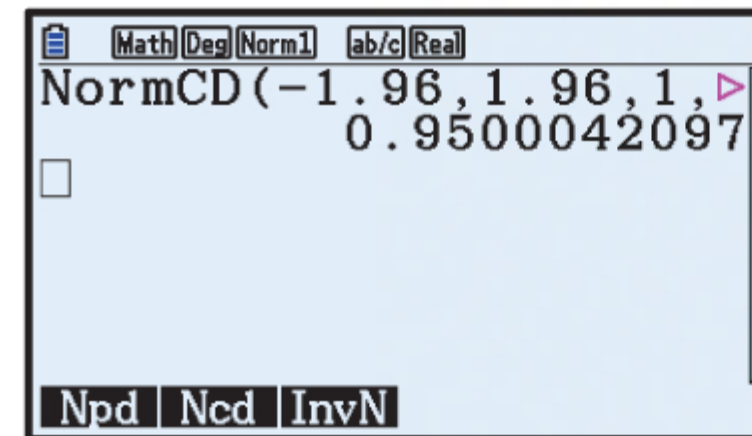 Math Deg Norm1 ab/c Real
NormCD(-1.96,1.96,1,▷
0.9500042097
Npd Ncd InvN